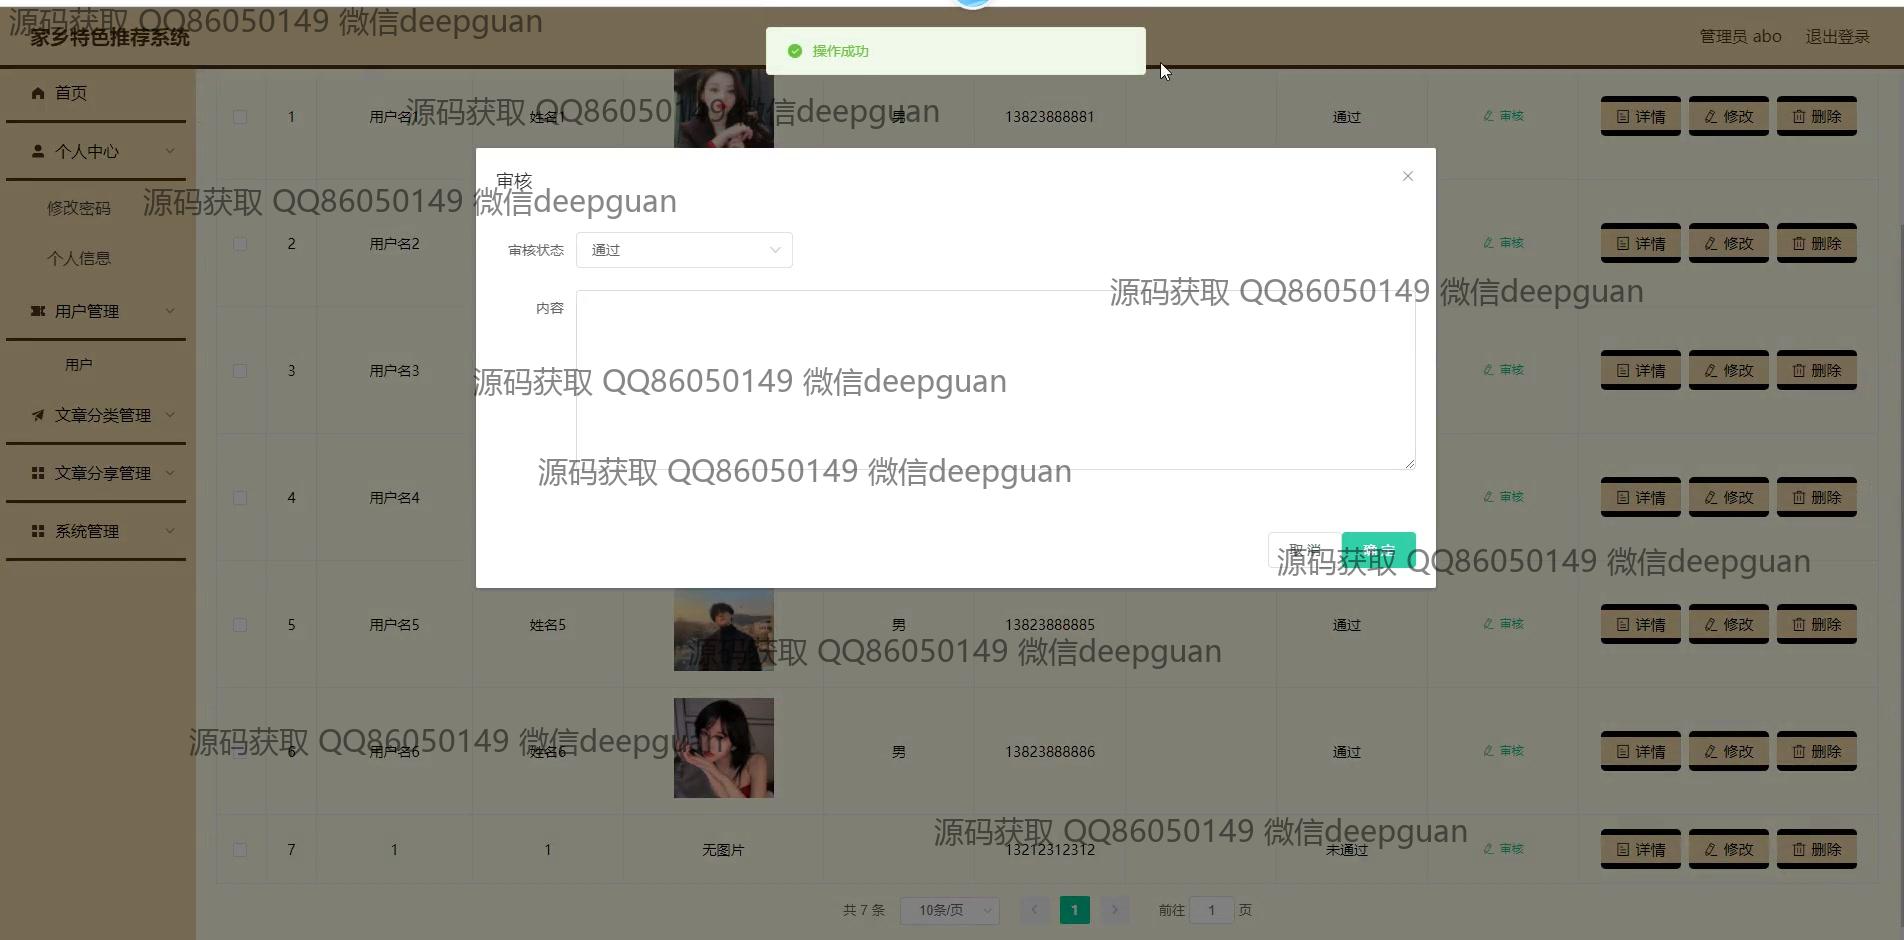 源码获取 QQ86050149 微信deepguan
家乡特色推荐系统
操作成功
管理员 abo 退出登录
首页
个人中心
修改密码
个人信息
用户管理
用户
文章分类管理
文章分享管理
系统管理
1 用户名1 姓名1 男 13823888881 通过 审核 详情 修改 删除
源码获取 QQ86050149 微信deepguan
审核
源码获取 QQ86050149 微信deepguan
2 用户名2 审核 详情 修改 删除
审核状态 通过
源码获取 QQ86050149 微信deepguan
内容
3 用户名3 审核 详情 修改 删除
源码获取 QQ86050149 微信deepguan
源码获取 QQ86050149 微信deepguan
4 用户名4 审核 详情 修改 删除
取消 确定
源码获取 QQ86050149 微信deepguan
5 用户名5 姓名5 男 13823888885 通过 审核 详情 修改 删除
源码获取 QQ86050149 微信deepguan
源码获取 QQ86050149 微信deepguan
6 用户名6 姓名6 男 13823888886 通过 审核 详情 修改 删除
源码获取 QQ86050149 微信deepguan
7 1 1 无图片 13212312312 未通过 审核 详情 修改 删除
共 7 条 10条/页 1 前往 1 页